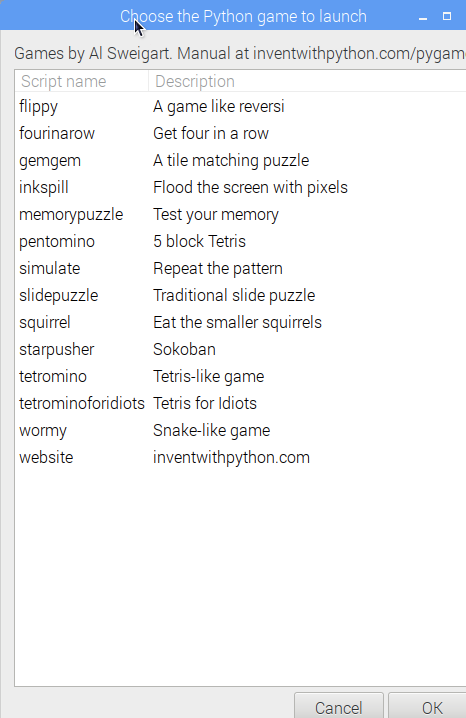 Choose the Python game to launch
Games by Al Sweigart. Manual at inventwithpython.com/pygam
Script name Description
flippy A game like reversi
fourinarow Get four in a row
gemgem A tile matching puzzle
inkspill Flood the screen with pixels
memorypuzzle Test your memory
pentomino 5 block Tetris
simulate Repeat the pattern
slidepuzzle Traditional slide puzzle
squirrel Eat the smaller squirrels
starpusher Sokoban
tetromino Tetris-like game
tetrominoforidiots Tetris for Idiots
wormy Snake-like game
website inventwithpython.com
Cancel OK